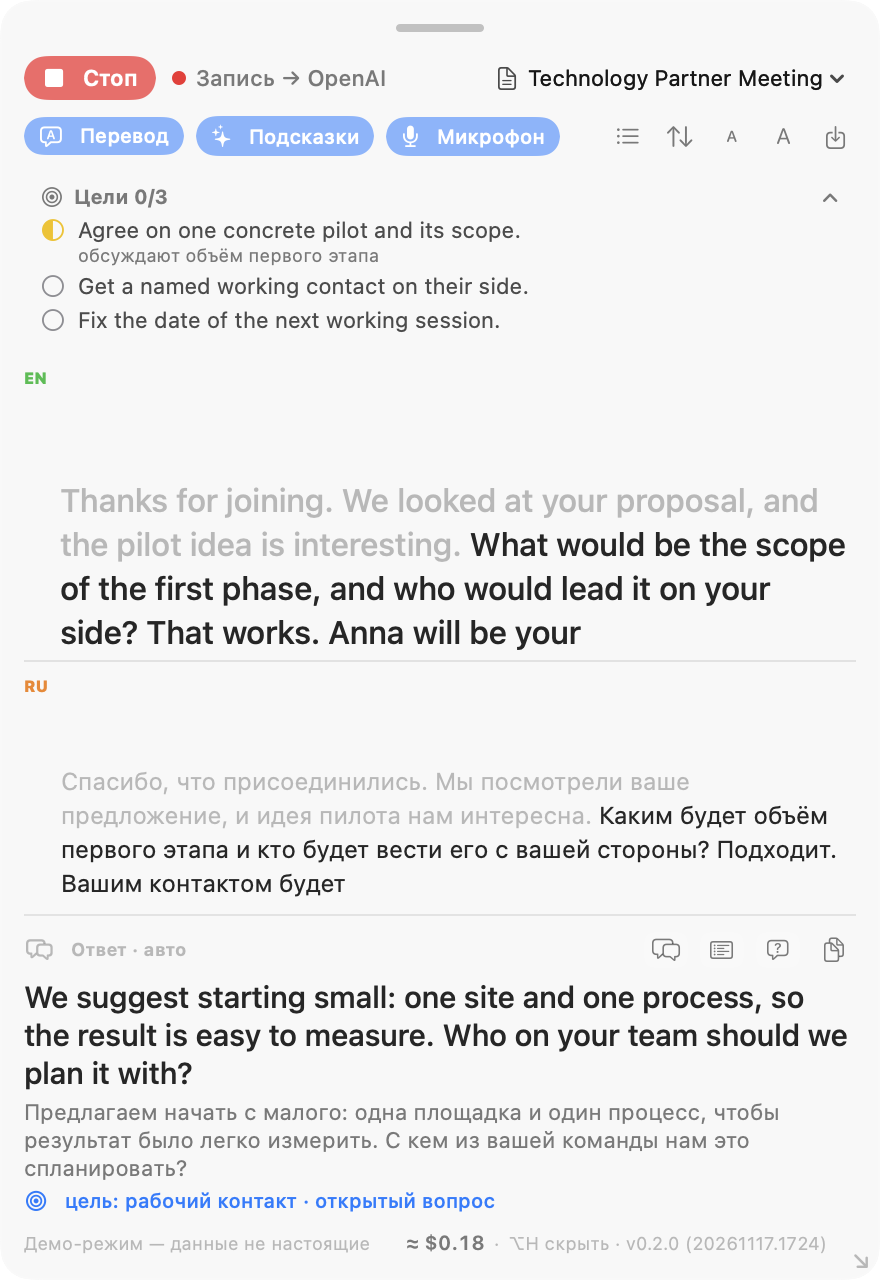 Стоп
Запись → OpenAI
Technology Partner Meeting
Перевод
Подсказки
Микрофон
A
A
Цели 0/3
Agree on one concrete pilot and its scope.
обсуждают объём первого этапа
Get a named working contact on their side.
Fix the date of the next working session.
EN
Thanks for joining. We looked at your proposal, and
the pilot idea is interesting. What would be the scope
of the first phase, and who would lead it on your
side? That works. Anna will be your
RU
Спасибо, что присоединились. Мы посмотрели ваше
предложение, и идея пилота нам интересна. Каким будет объём
первого этапа и кто будет вести его с вашей стороны? Подходит.
Вашим контактом будет
Ответ · авто
We suggest starting small: one site and one process, so
the result is easy to measure. Who on your team should we
plan it with?
Предлагаем начать с малого: одна площадка и один процесс, чтобы
результат было легко измерить. С кем из вашей команды нам это
спланировать?
цель: рабочий контакт · открытый вопрос
Демо-режим — данные не настоящие
≈ $0.18 · ⌥H скрыть · v0.2.0 (20261117.1724)